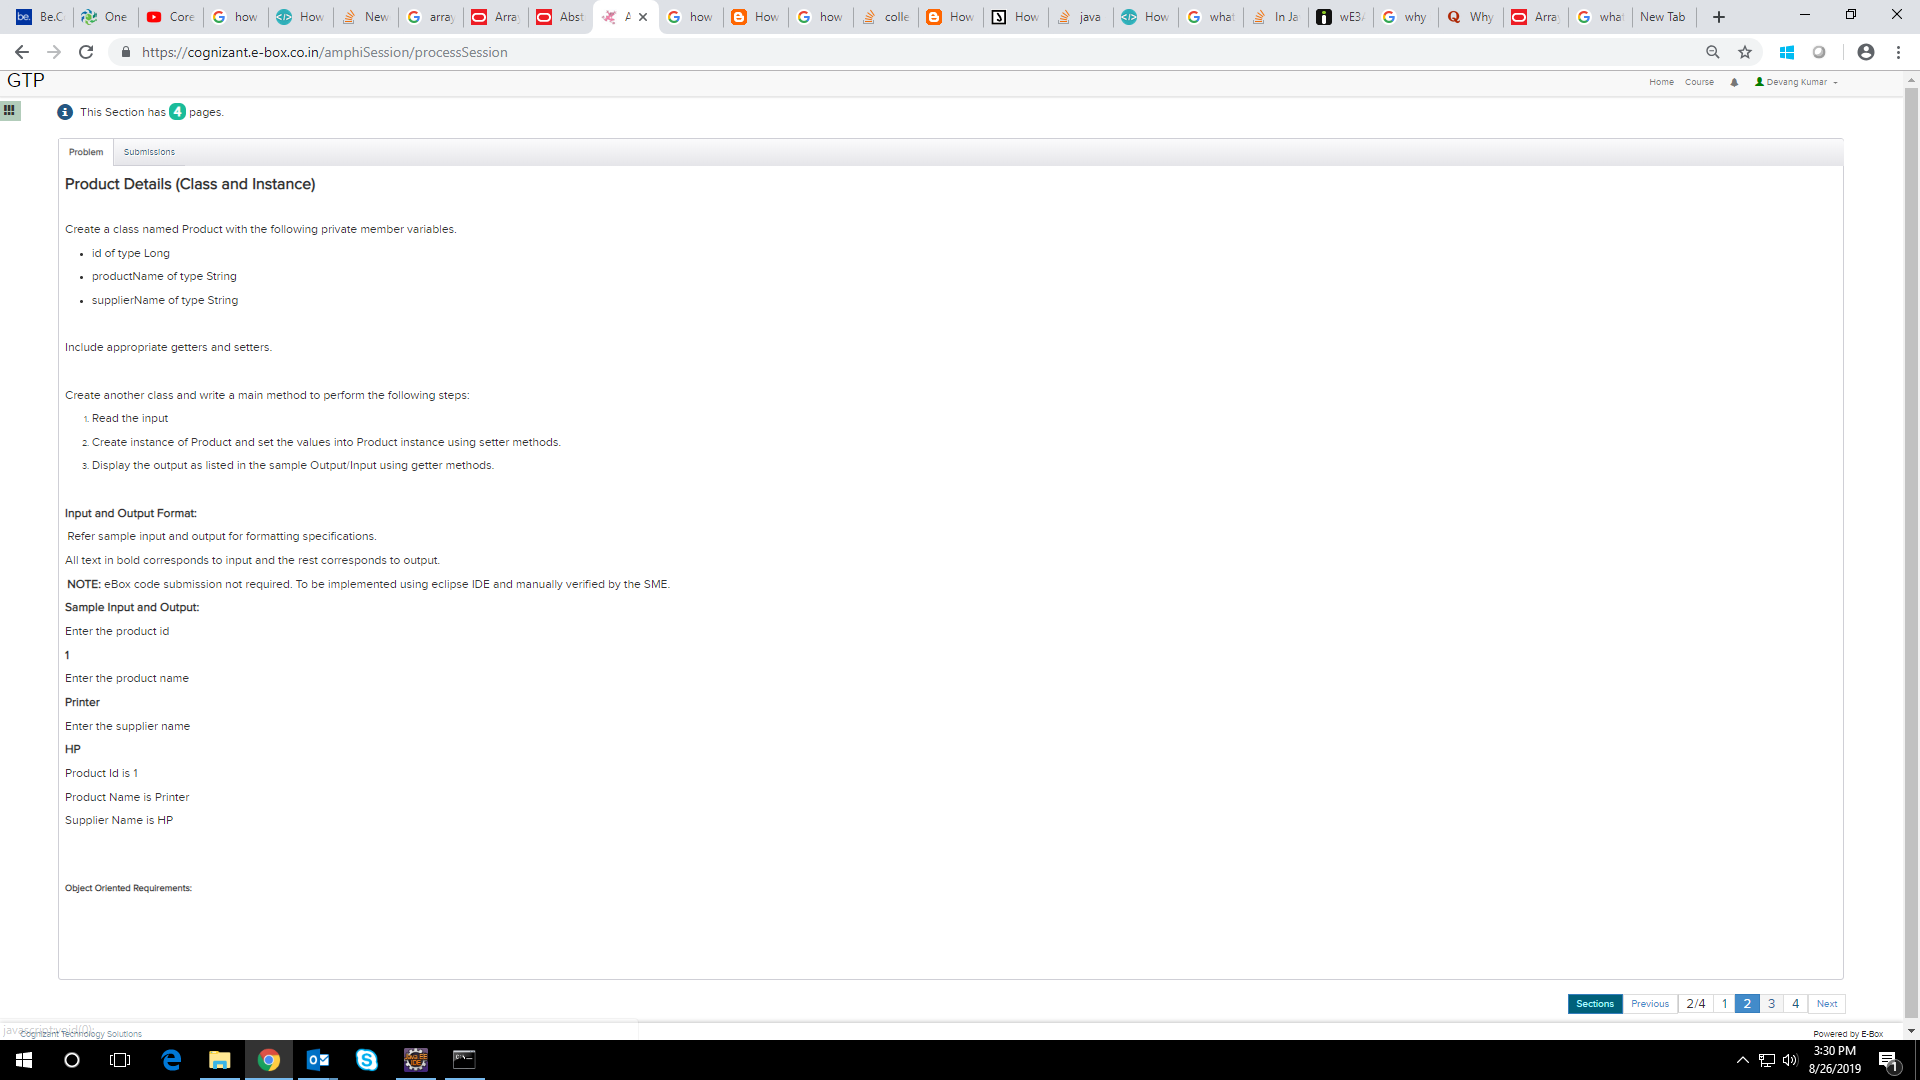 be. Be.C
One
Core
how
How
New
array
Array
Abst
A
how
How
how
colle
How
How
java
How
what
In Ja
wE3A
why
Why
Array
what
New Tab
https://cognizant.e-box.co.in/amphiSession/processSession
GTP
Home Course Devang Kumar
This Section has 4 pages.
Problem Submissions
Product Details (Class and Instance)
Create a class named Product with the following private member variables.
• id of type Long
• productName of type String
• supplierName of type String
Include appropriate getters and setters.
Create another class and write a main method to perform the following steps:
1. Read the input
2. Create instance of Product and set the values into Product instance using setter methods.
3. Display the output as listed in the sample Output/Input using getter methods.
Input and Output Format:
Refer sample input and output for formatting specifications.
All text in bold corresponds to input and the rest corresponds to output.
NOTE: eBox code submission not required. To be implemented using eclipse IDE and manually verified by the SME.
Sample Input and Output:
Enter the product id
1
Enter the product name
Printer
Enter the supplier name
HP
Product Id is 1
Product Name is Printer
Supplier Name is HP
Object Oriented Requirements:
Sections Previous 2/4 1 2 3 4 Next
javascript:void(0);
Cognizant Technology Solutions
Powered by E-Box
3:30 PM
8/26/2019
1